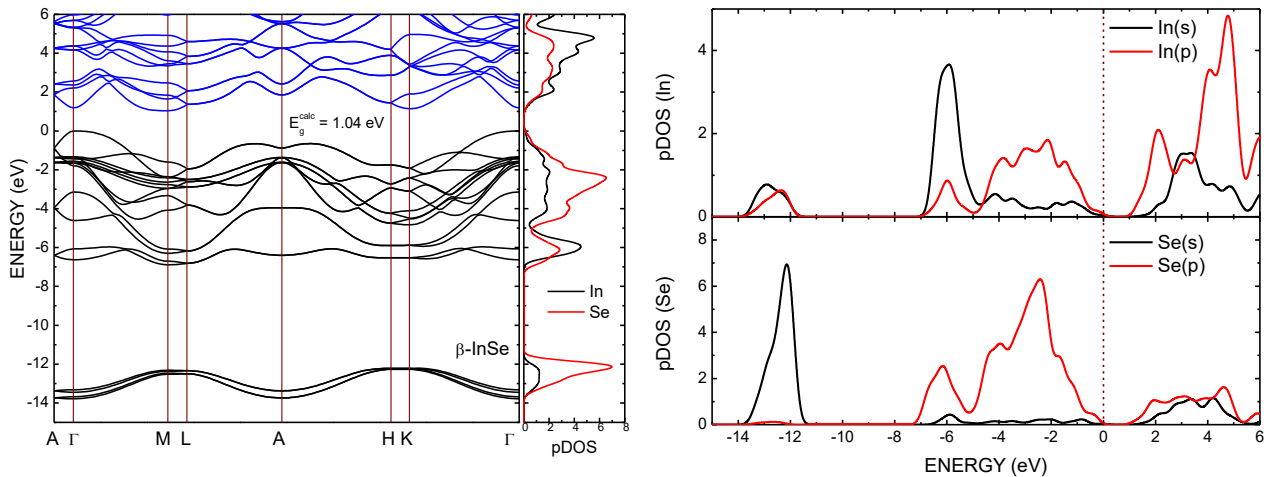 6
4
2
0
-2
-4
-6
-8
-10
-12
-14
ENERGY (eV)
E_g^calc = 1.04 eV
In
Se
β-InSe
A Γ M L A H K Γ
0 2 4 6 8
pDOS
4
2
0
pDOS (In)
In(s)
In(p)
8
6
4
2
0
pDOS (Se)
Se(s)
Se(p)
-14 -12 -10 -8 -6 -4 -2 0 2 4 6
ENERGY (eV)